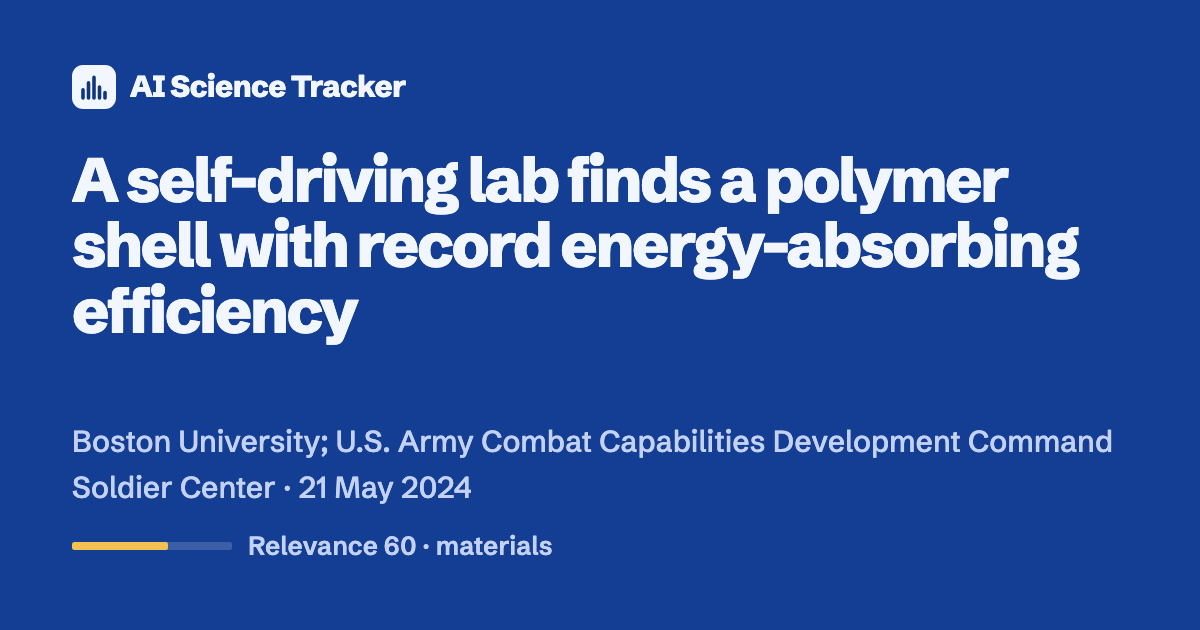 AI Science Tracker
A self-driving lab finds a polymer
shell with record energy-absorbing
efficiency
Boston University; U.S. Army Combat Capabilities Development Command
Soldier Center · 21 May 2024
Relevance 60 · materials